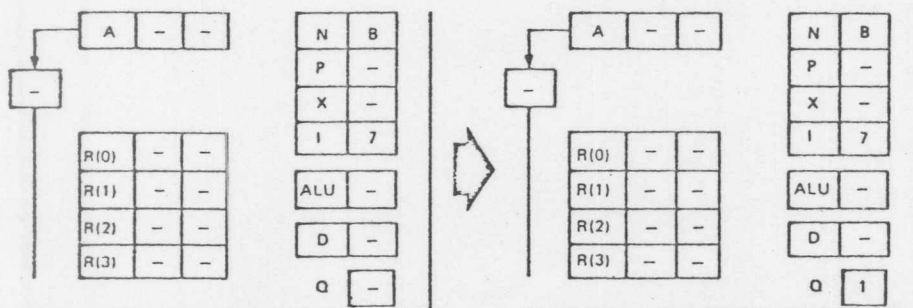 A - - N B
P -
- X -
I 7
R(0) - -
R(1) - - ALU -
R(2) - - D -
R(3) - -
Q -
A - - N B
P -
- X -
I 7
R(0) - -
R(1) - - ALU -
R(2) - - D -
R(3) - -
Q 1